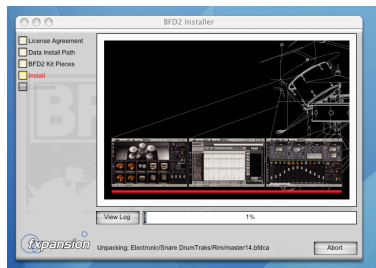 BFD2 Installer
License Agreement
Data Install Path
BFD2 Kit Pieces
Install
Complete
BFD
View Log
1%
fxpansion
Unpacking: Electronic/Snare DrumTraks/Rim/master14.bfdca
Abort